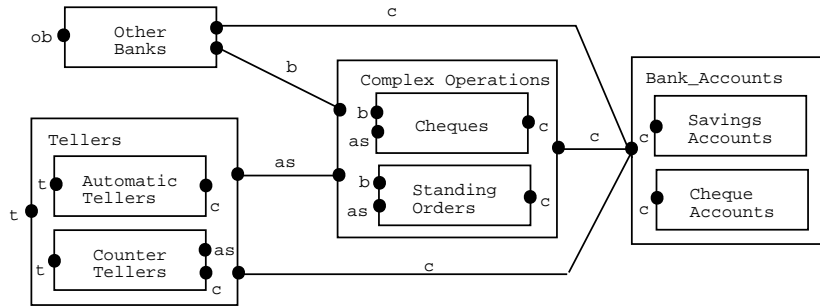 c
ob
Other
Banks
b
Complex Operations
b
Cheques
as
c
c
b
Standing
Orders
as
c
Bank_Accounts
c
Savings
Accounts
c
Cheque
Accounts
Tellers
t
t
Automatic
Tellers
c
as
t
Counter
Tellers
as
c
c